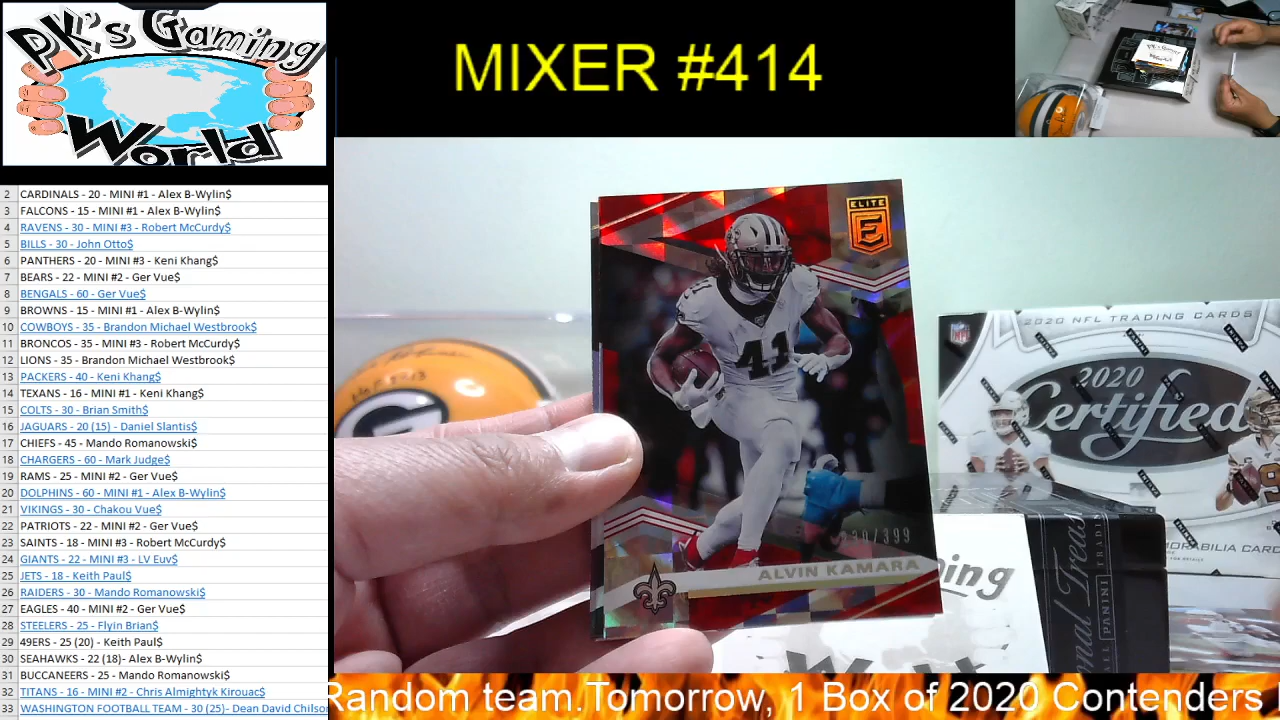 PK's Gaming
World
MIXER #414
2 CARDINALS - 20 - MINI #1 - Alex B-Wylin$
3 FALCONS - 15 - MINI #1 - Alex B-Wylin$
4 RAVENS - 30 - MINI #3 - Robert McCurdy$
5 BILLS - 30 - John Otto$
6 PANTHERS - 20 - MINI #3 - Keni Khang$
7 BEARS - 22 - MINI #2 - Ger Vue$
8 BENGALS - 60 - Ger Vue$
9 BROWNS - 15 - MINI #1 - Alex B-Wylin$
10 COWBOYS - 35 - Brandon Michael Westbrook$
11 BRONCOS - 35 - MINI #3 - Robert McCurdy$
12 LIONS - 35 - Brandon Michael Westbrook$
13 PACKERS - 40 - Keni Khang$
14 TEXANS - 16 - MINI #1 - Keni Khang$
15 COLTS - 30 - Brian Smith$
16 JAGUARS - 20 (15) - Daniel Slantis$
17 CHIEFS - 45 - Mando Romanowski$
18 CHARGERS - 60 - Mark Judge$
19 RAMS - 25 - MINI #2 - Ger Vue$
20 DOLPHINS - 60 - MINI #1 - Alex B-Wylin$
21 VIKINGS - 30 - Chakou Vue$
22 PATRIOTS - 22 - MINI #2 - Ger Vue$
23 SAINTS - 18 - MINI #3 - Robert McCurdy$
24 GIANTS - 22 - MINI #3 - LV Euv$
25 JETS - 18 - Keith Paul$
26 RAIDERS - 30 - Mando Romanowski$
27 EAGLES - 40 - MINI #2 - Ger Vue$
28 STEELERS - 25 - Flyin Brian$
29 49ERS - 25 (20) - Keith Paul$
30 SEAHAWKS - 22 (18)- Alex B-Wylin$
31 BUCCANEERS - 25 - Mando Romanowski$
32 TITANS - 16 - MINI #2 - Chris Almightyk Kirouac$
33 WASHINGTON FOOTBALL TEAM - 30 (25)- Dean David Chilso
ELITE
E
41
41
/399
ALVIN KAMARA
2020 NFL TRADING CARDS
NFL
2020
Certified
ing
Random team.Tomorrow, 1 Box of 2020 Contenders